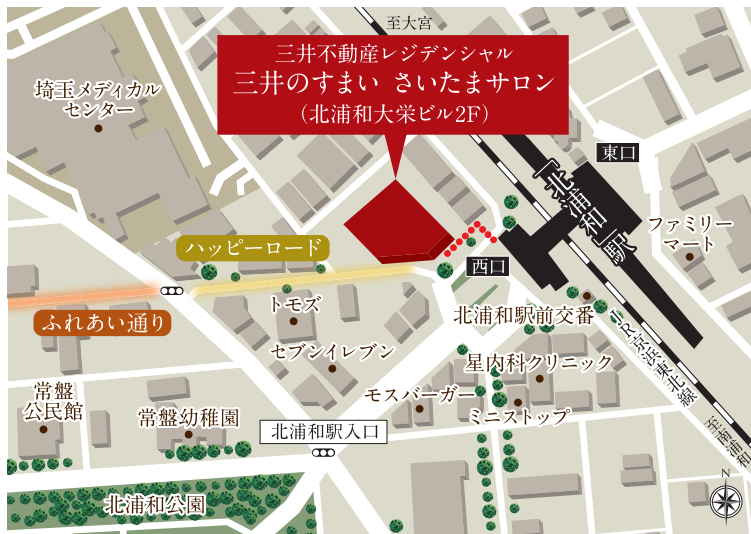 至大宮
三井不動産レジデンシャル
三井のすまい さいたまサロン
（北浦和大栄ビル2F）
埼玉メディカル
センター
東口
「北浦和」駅
ファミリー
マート
ハッピーロード
西口
ふれあい通り
トモズ
北浦和駅前交番
JR京浜東北線
セブンイレブン
星内科クリニック
常盤
公民館
モスバーガー
常盤幼稚園
ミニストップ
北浦和駅入口
至南浦和
北浦和公園
N